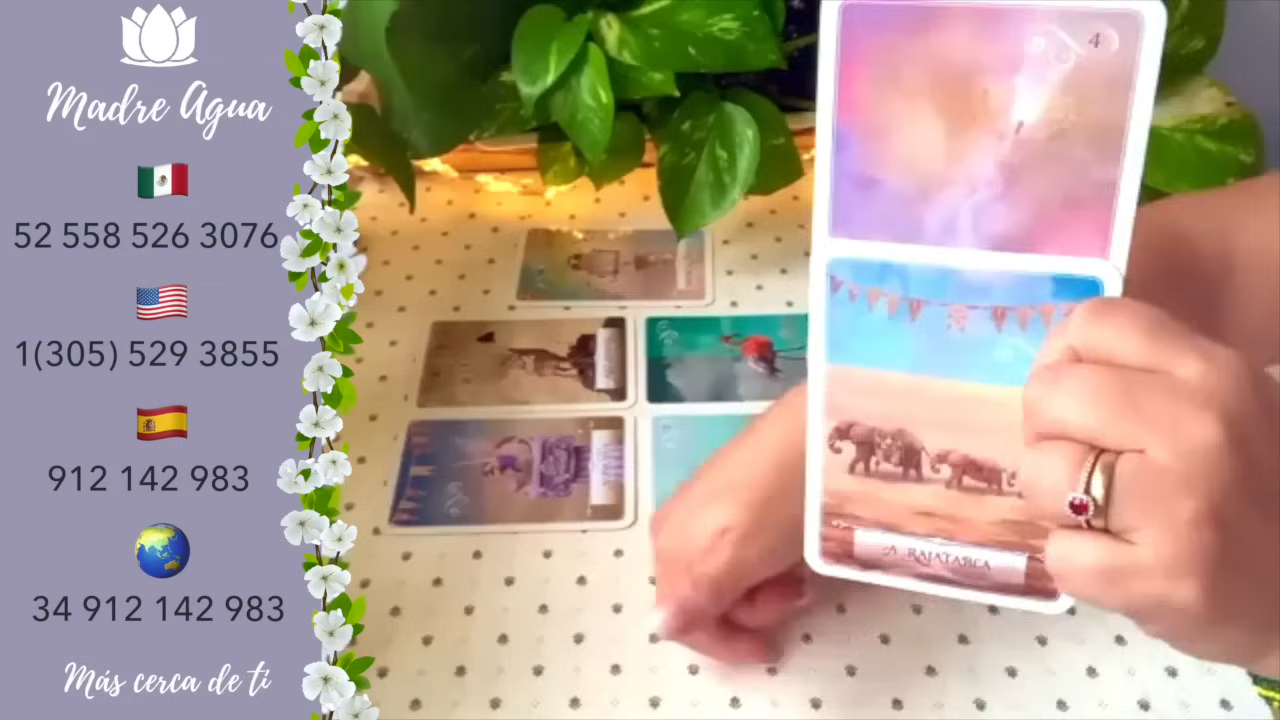 Madre Agua
52 558 526 3076
1(305) 529 3855
912 142 983
34 912 142 983
Más cerca de ti
4
A RAJATABLA